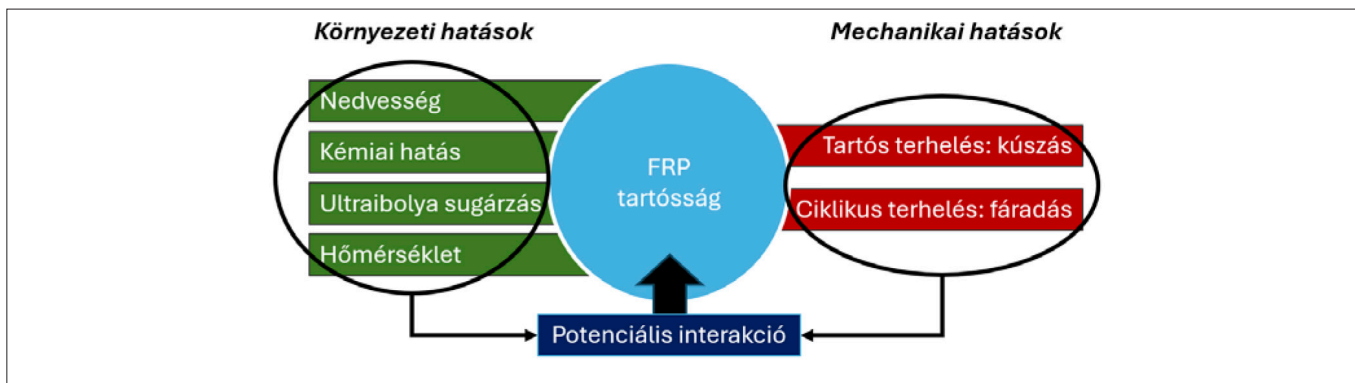 Környezeti hatások
Nedvesség
Kémiai hatás
Ultraibolya sugárzás
Hőmérséklet
FRP
tartósság
Mechanikai hatások
Tartós terhelés: kúszás
Ciklikus terhelés: fáradás
Potenciális interakció